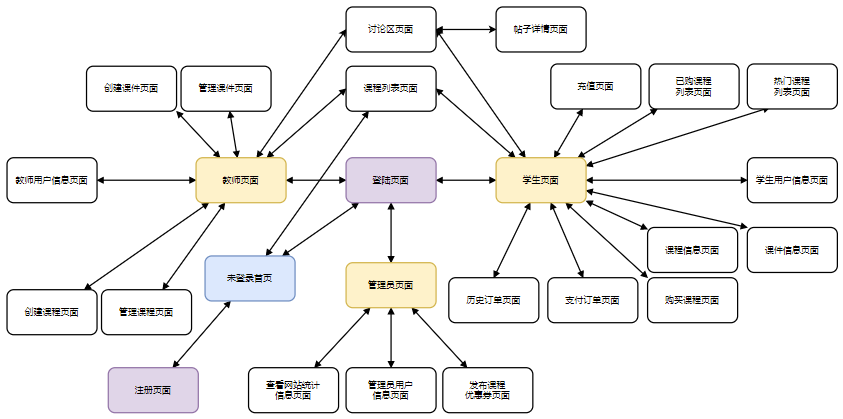 讨论区页面
帖子详情页面
创建课件页面
管理课件页面
课程列表页面
充值页面
已购课程
列表页面
热门课程
列表页面
教师用户信息页面
教师页面
登陆页面
学生页面
学生用户信息页面
课程信息页面
课件信息页面
未登录首页
管理员页面
历史订单页面
支付订单页面
购买课程页面
创建课程页面
管理课程页面
注册页面
查看网站统计
信息页面
管理员用户
信息页面
发布课程
优惠券页面